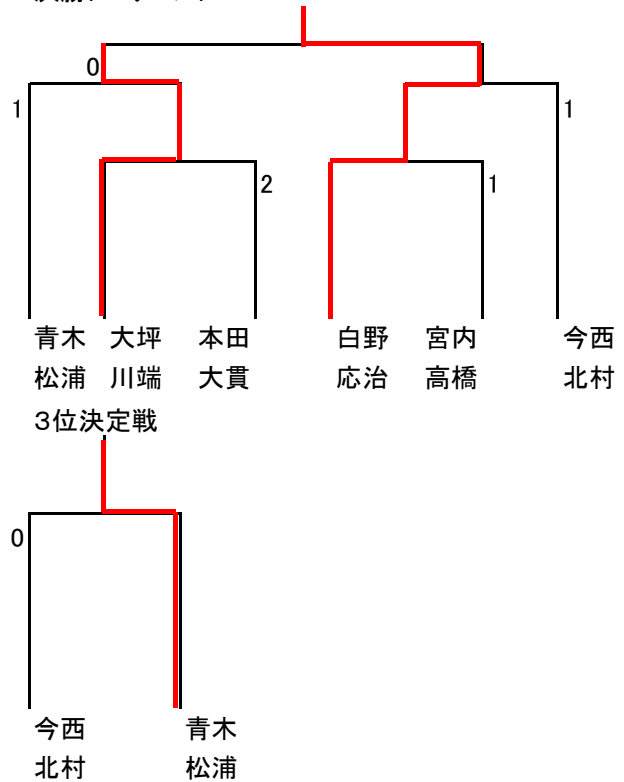 0
1 1
2 1
青木 大坪 本田 白野 宮内 今西
松浦 川端 大貫 応治 高橋 北村
3位決定戦
0
今西 青木
北村 松浦